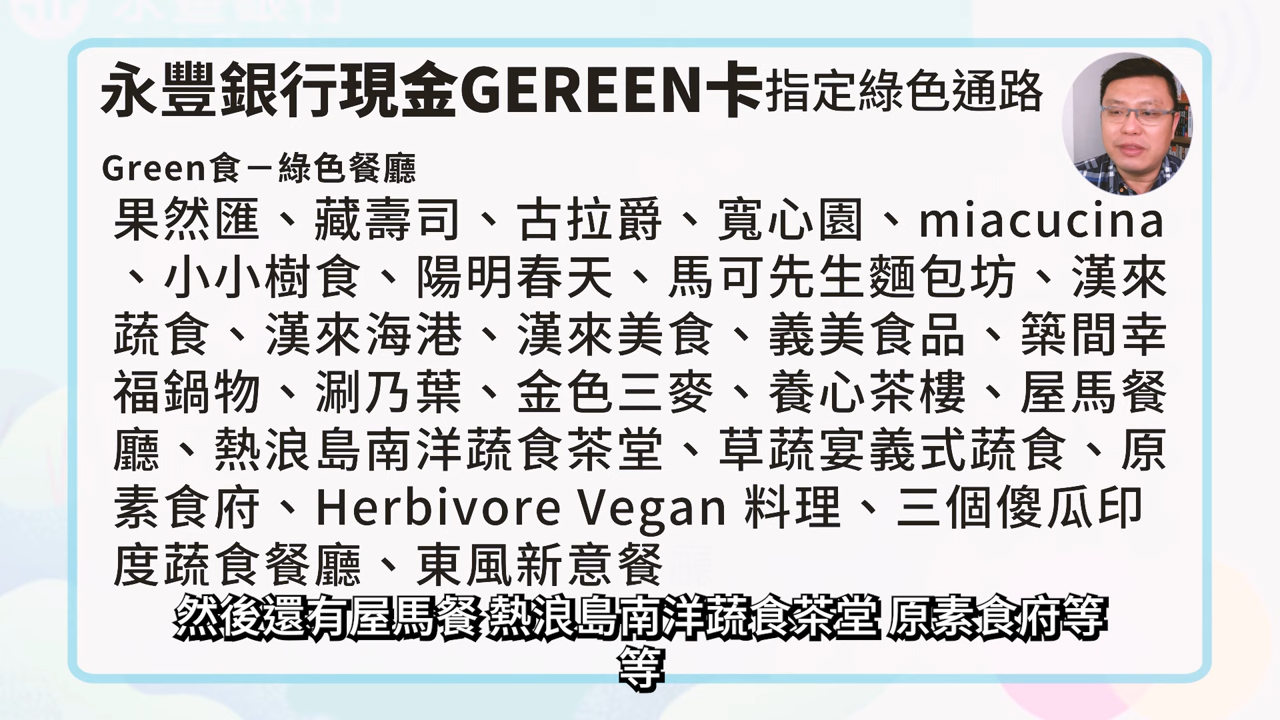 永豐銀行現金GEREEN卡指定綠色通路
Green食－綠色餐廳
果然匯、藏壽司、古拉爵、寬心園、miacucina
、小小樹食、陽明春天、馬可先生麵包坊、漢來
蔬食、漢來海港、漢來美食、義美食品、築間幸
福鍋物、涮乃葉、金色三麥、養心茶樓、屋馬餐
廳、熱浪島南洋蔬食茶堂、草蔬宴義式蔬食、原
素食府、Herbivore Vegan 料理、三個傻瓜印
度蔬食餐廳、東風新意餐
然後還有屋馬餐 熱浪島南洋蔬食茶堂 原素食府等
等